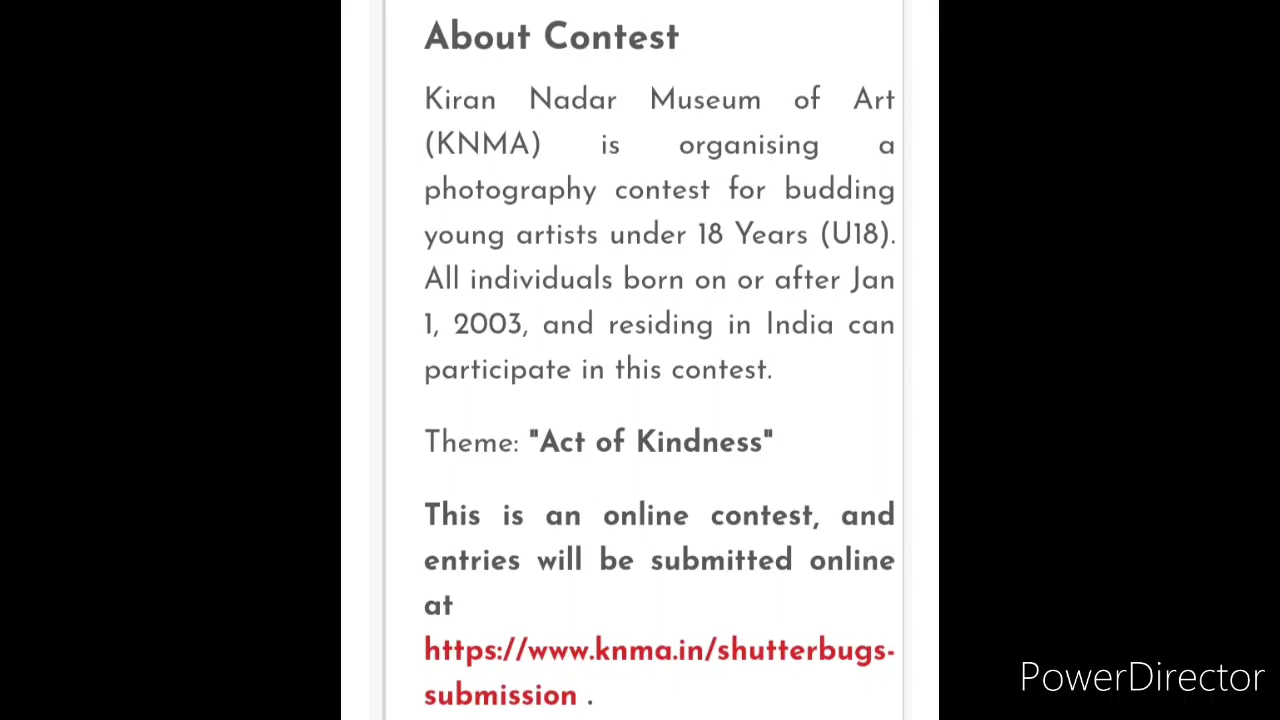 About Contest
Kiran Nadar Museum of Art
(KNMA) is organising a
photography contest for budding
young artists under 18 Years (U18).
All individuals born on or after Jan
1, 2003, and residing in India can
participate in this contest.
Theme: "Act of Kindness"
This is an online contest, and
entries will be submitted online
at
https://www.knma.in/shutterbugs-
submission .
PowerDirector